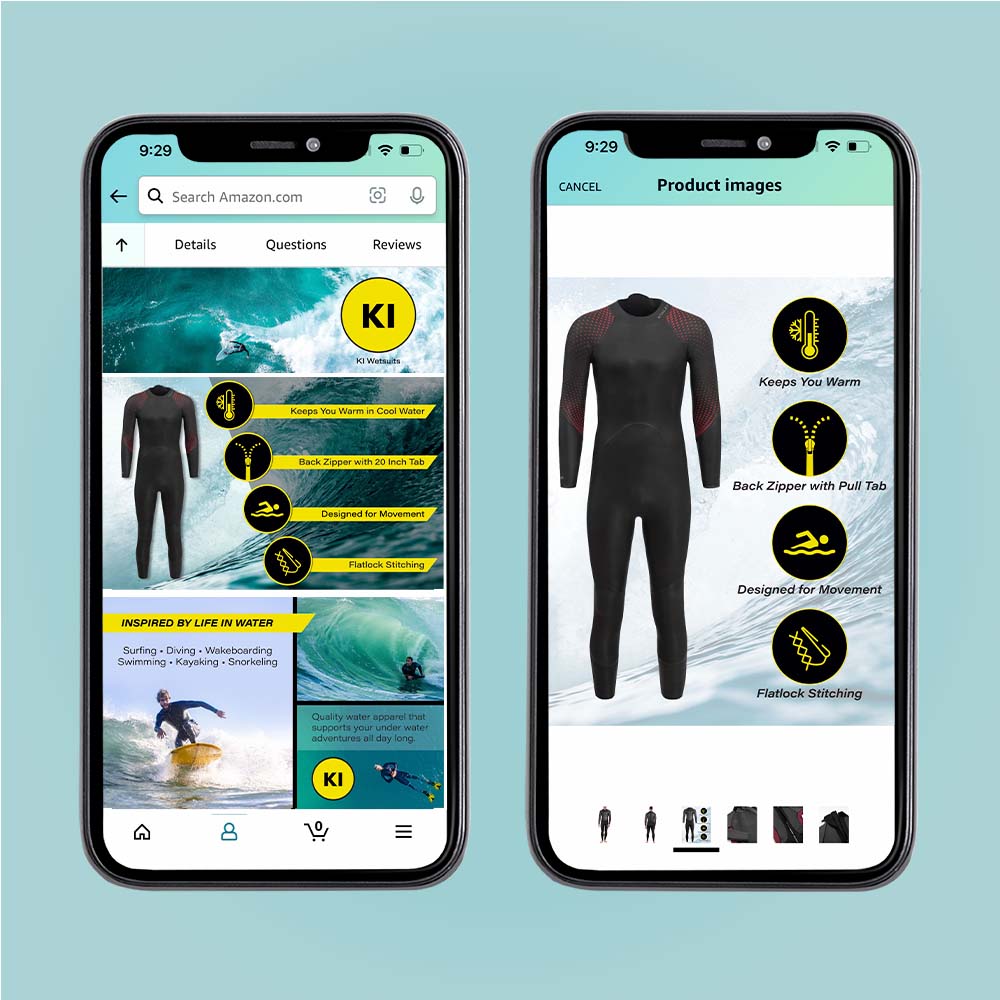 9:29
Search Amazon.com
Details
Questions
Reviews
KI
KI Wetsuits
Keeps You Warm in Cool Water
Back Zipper with 20 Inch Tab
Designed for Movement
Flatlock Stitching
INSPIRED BY LIFE IN WATER
Surfing • Diving • Wakeboarding
Swimming • Kayaking • Snorkeling
Quality water apparel that
supports your under water
adventures all day long.
KI
0
9:29
CANCEL
Product images
Keeps You Warm
Back Zipper with Pull Tab
Designed for Movement
Flatlock Stitching